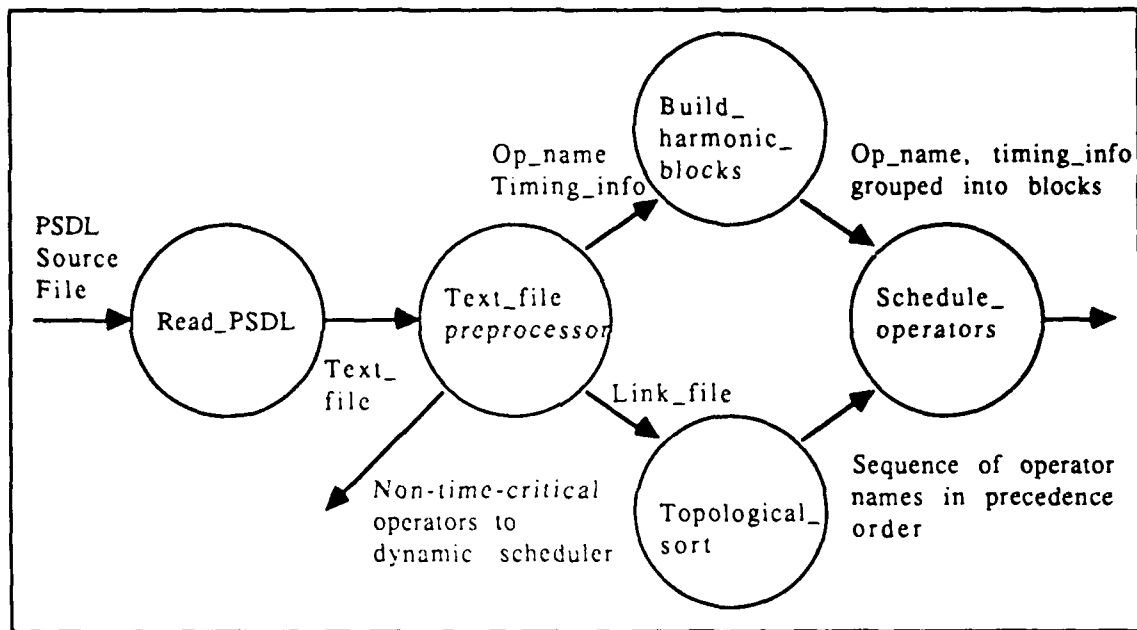 PSDL
Source
File
Read_PSDL
Text_
file
Text_file
preprocessor
Non-time-critical
operators to
dynamic scheduler
Op_name
Timing_info
Build_
harmonic_
blocks
Link_file
Topological_
sort
Op_name, timing_info
grouped into blocks
Schedule_
operators
Sequence of operator
names in precedence
order